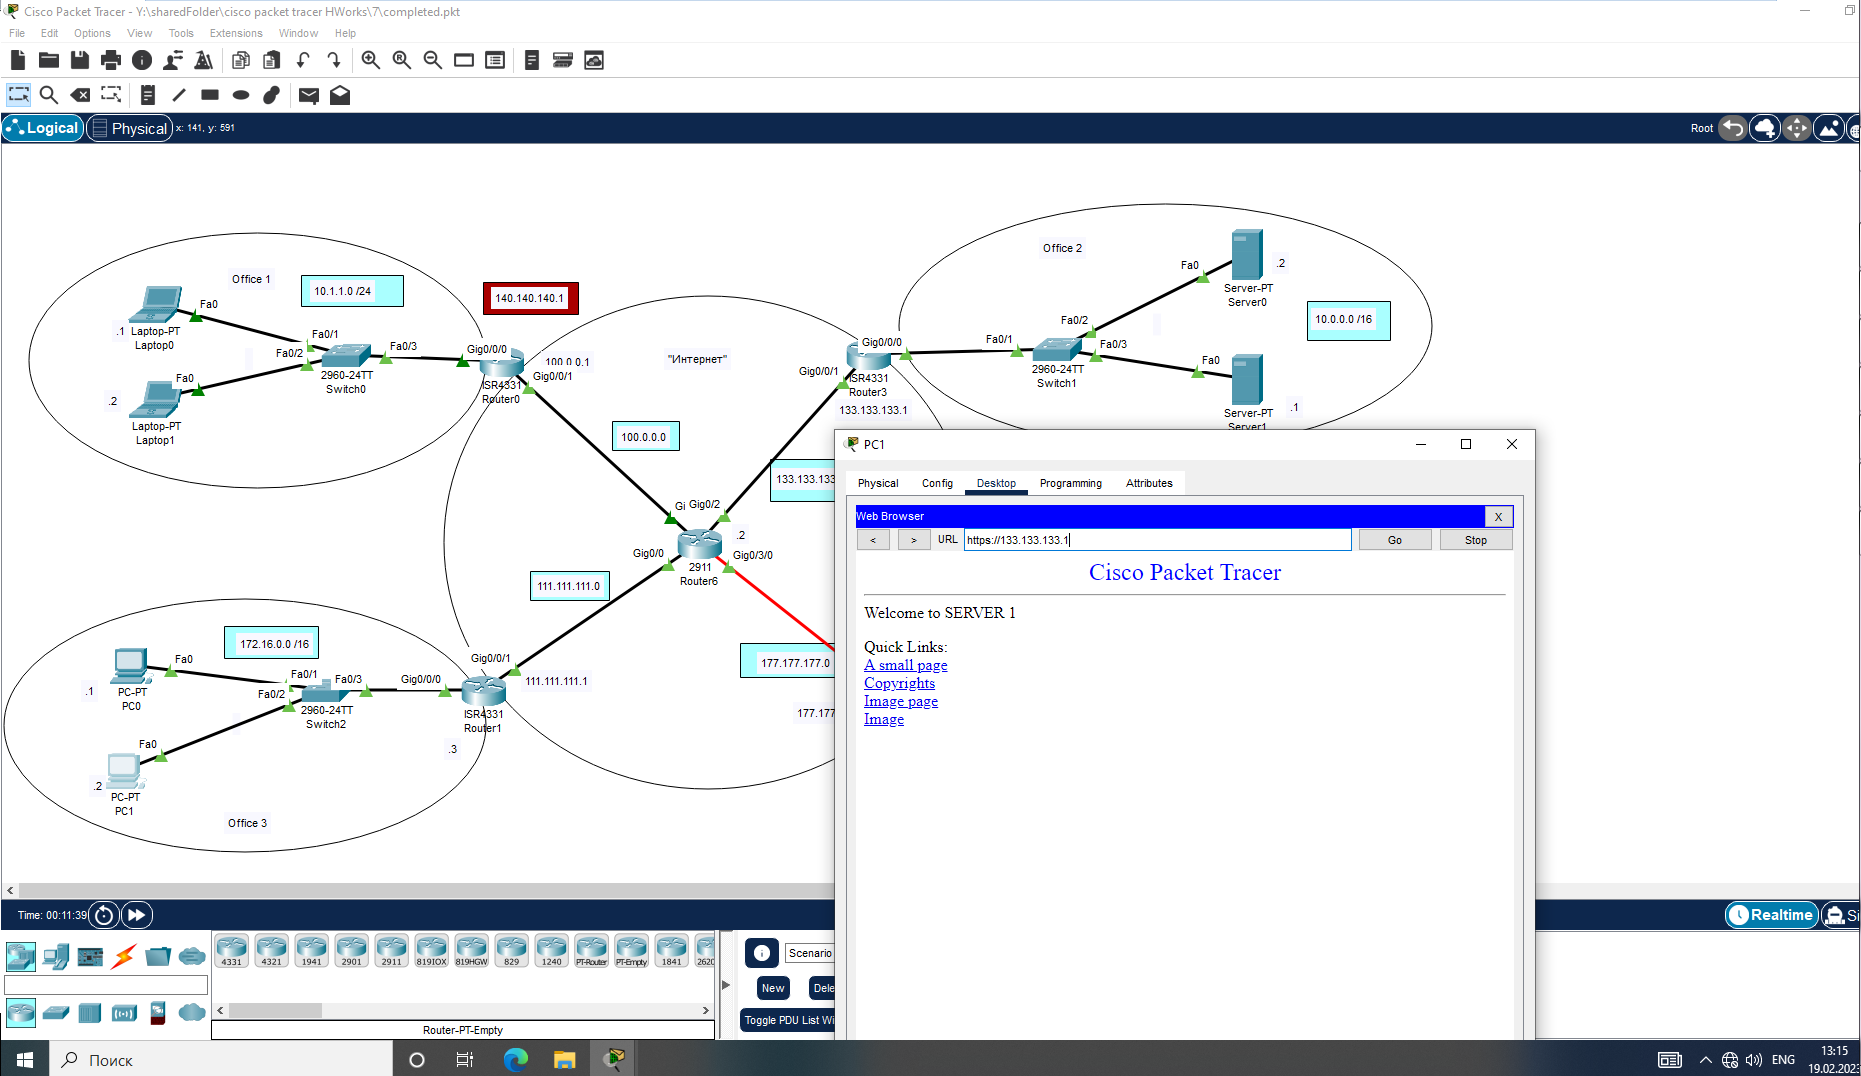 Cisco Packet Tracer - Y:\sharedFolder\cisco packet tracer HWorks\7\completed.pkt
File Edit Options View Tools Extensions Window Help
Logical Physical x: 141, y: 591 Root
Office 1
10.1.1.0 /24
140.140.140.1
Fa0
.1 Laptop-PT
Laptop0
Fa0/1
Fa0/2
Fa0/3
Fa0
.2
Laptop-PT
Laptop1
2960-24TT
Switch0
Gig0/0/0
100.0.0.1
Gig0/0/1
ISR4331
Router0
"Интернет"
100.0.0.0
Office 2
Fa0
.2
Server-PT
Server0
10.0.0.0 /16
Fa0/2
Fa0/1
Fa0/3
Fa0
2960-24TT
Switch1
Server-PT
Server1
.1
Gig0/0/0
Gig0/0/1
ISR4331
Router3
133.133.133.1
133.133.133
Gi Gig0/2
.2
Gig0/0
Gig0/3/0
2911
Router6
111.111.111.0
177.177.177.0
177.177
172.16.0.0 /16
Fa0
.1
PC-PT
PC0
Fa0/1
Fa0/2
Fa0/3
Gig0/0/0
Gig0/0/1
111.111.111.1
2960-24TT
Switch2
ISR4331
Router1
.3
Fa0
.2
PC-PT
PC1
Office 3
PC1
Physical Config Desktop Programming Attributes
Web Browser X
< > URL https://133.133.133.1 Go Stop
Cisco Packet Tracer
Welcome to SERVER 1
Quick Links:
A small page
Copyrights
Image page
Image
Time: 00:11:39
Realtime Si
4331 4321 1941 2901 2911 819IOX 819HGW 829 1240 PT-Router PT-Empty 1841 2620
Router-PT-Empty
Scenario
New Dele
Toggle PDU List Wi
Поиск
ENG
13:15
19.02.202